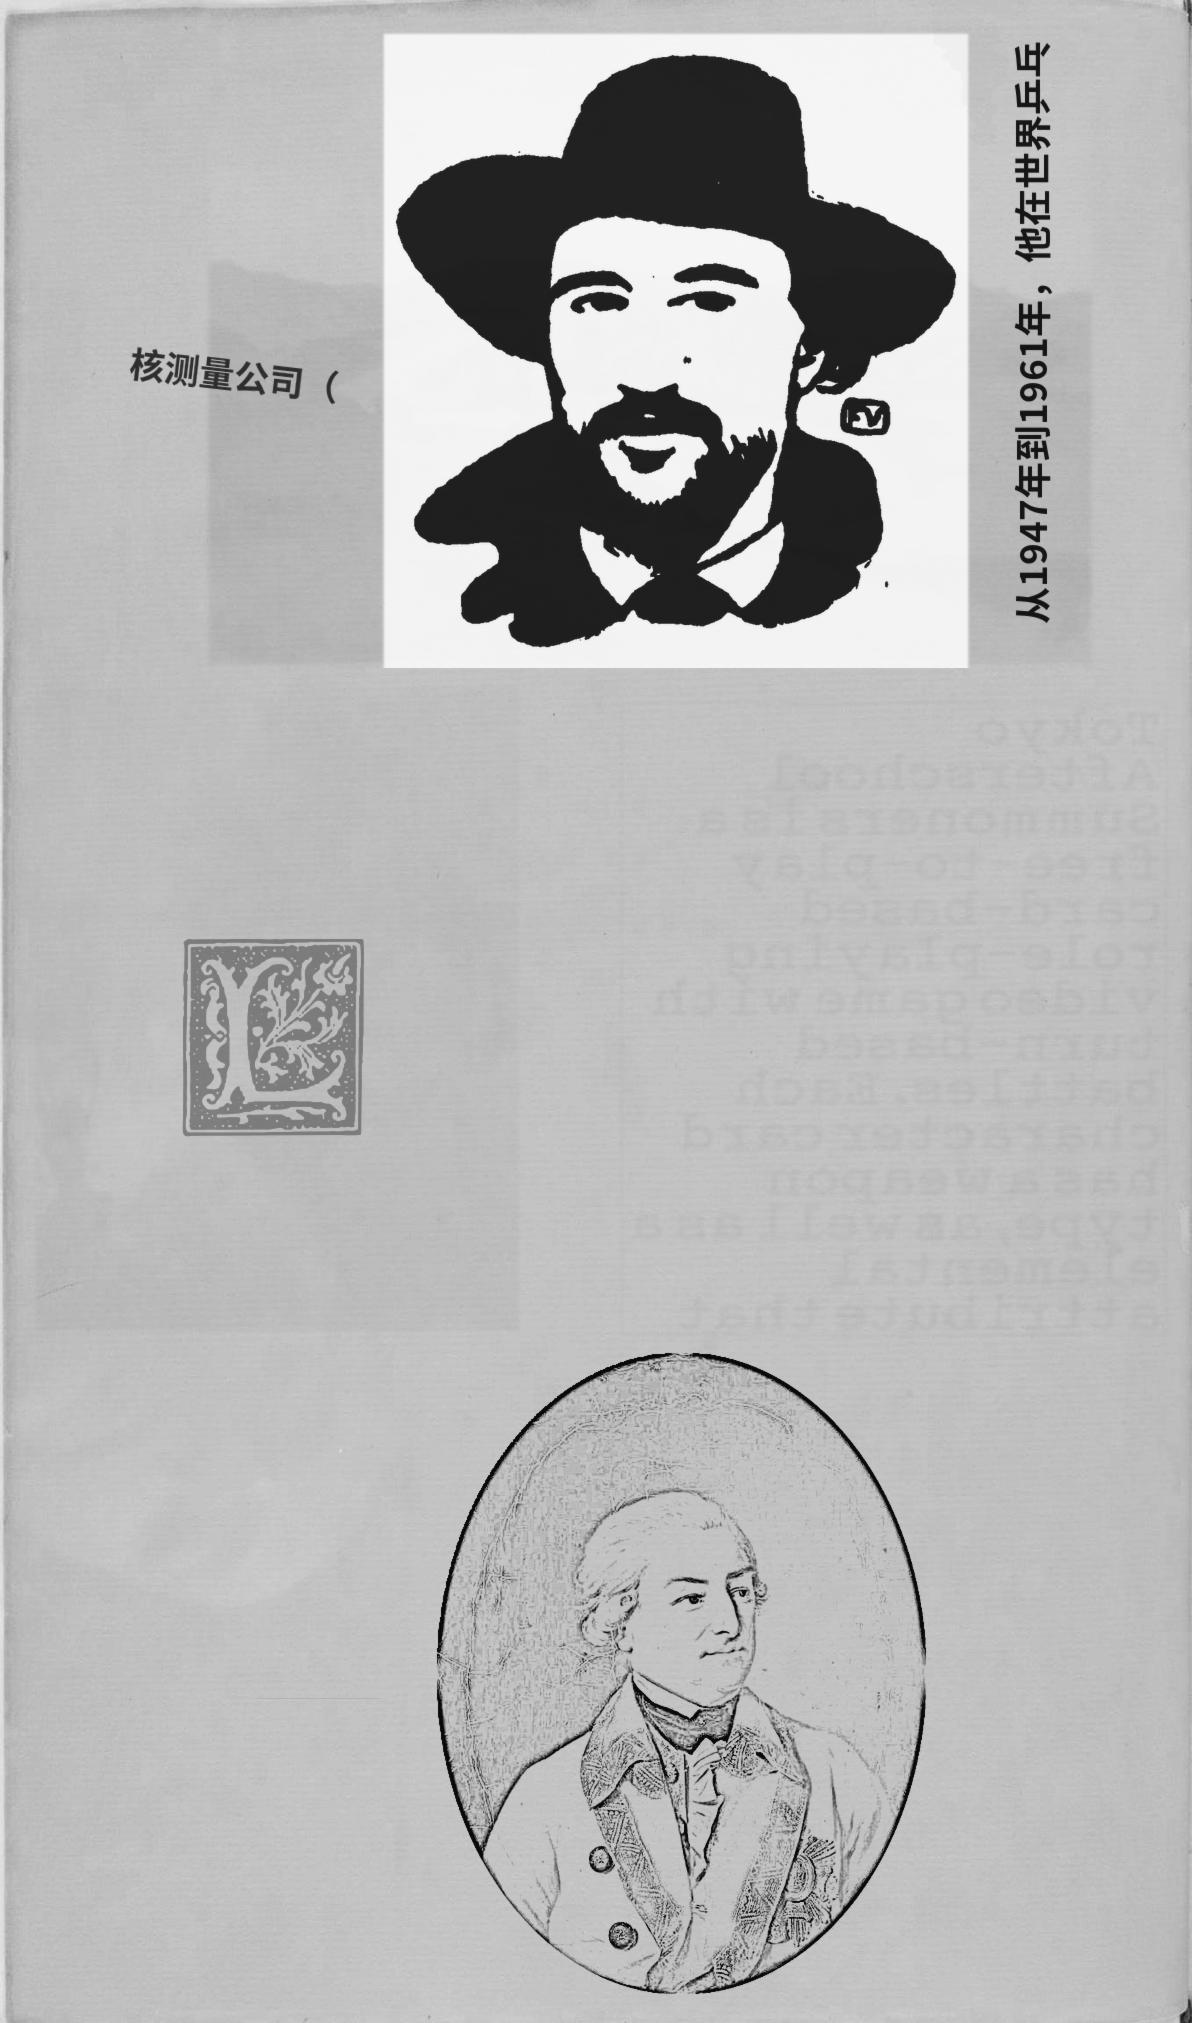 从1947年到1961年，他在世界乒乓
核测量公司（
FV
L
Tokyo
Afterschool
Summoners is a
free-to-play
card-based
role-playing
video game with
turn-based
battles. Each
character card
has a weapon
type, as well as a
elemental
attribute that